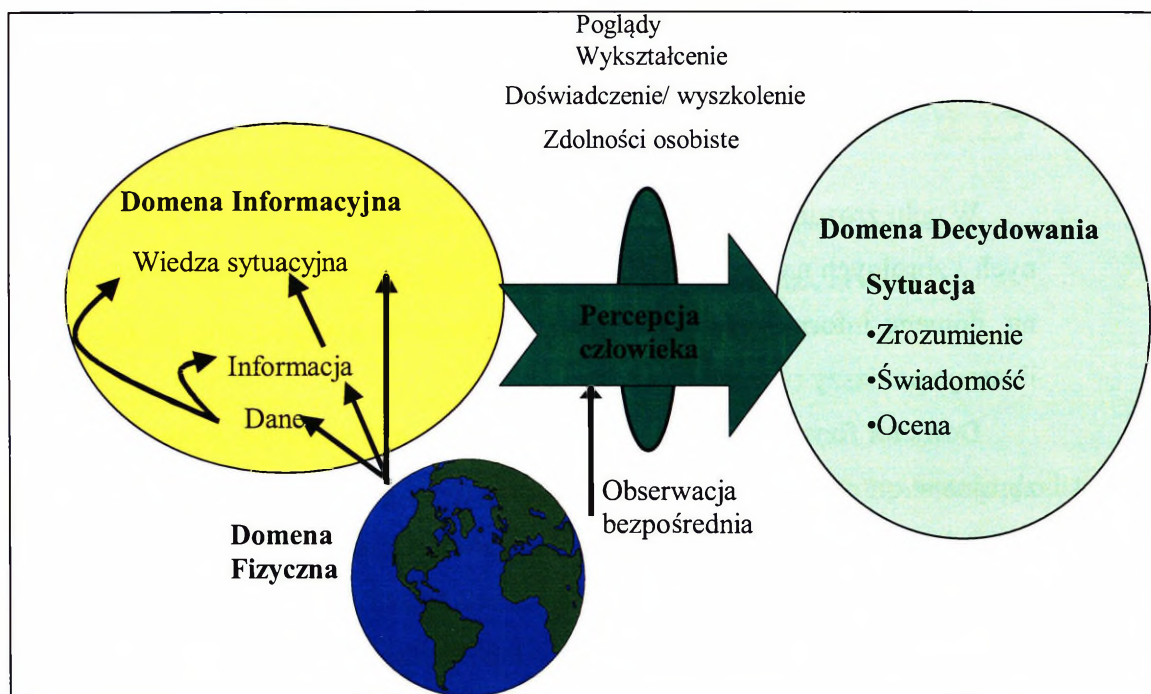 Poglądy
Wykształcenie
Doświadczenie/ wyszkolenie
Zdolności osobiste
Domena Informacyjna
Wiedza sytuacyjna
Informacja
Dane
Domena
Fizyczna
Percepcja
człowieka
Obserwacja
bezpośrednia
Domena Decydowania
Sytuacja
•Zrozumienie
•Świadomość
•Ocena